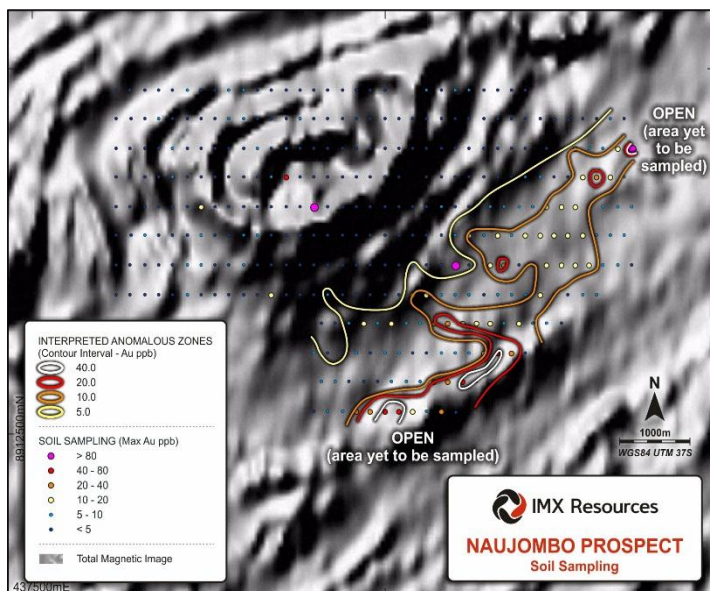 OPEN
(area yet
to be
sampled)
INTERPRETED ANOMALOUS ZONES
(Contour Interval - Au ppb)
40.0
20.0
10.0
5.0
SOIL SAMPLING (Max Au ppb)
> 80
40 - 80
20 - 40
10 - 20
5 - 10
< 5
Total Magnetic Image
OPEN
(area yet to be sampled)
N
1000m
WGS84 UTM 37S
8912500mN
437500mE
IMX Resources
NAUJOMBO PROSPECT
Soil Sampling